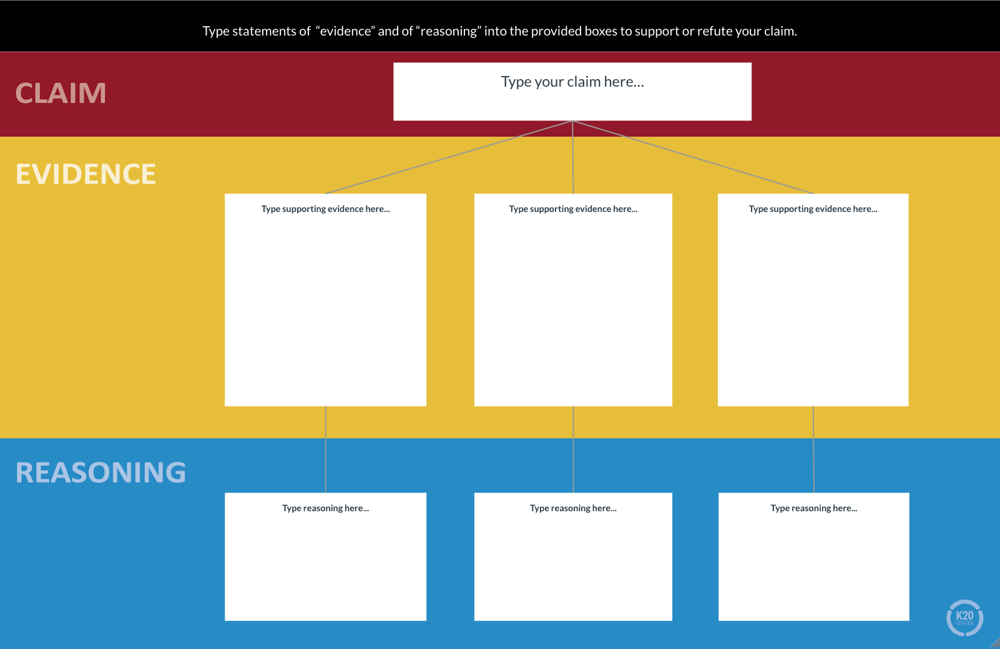 Type statements of  “evidence” and of “reasoning” into the provided boxes to support or refute your claim.
CLAIM
Type your claim here...
EVIDENCE
Type supporting evidence here...
Type supporting evidence here...
Type supporting evidence here...
REASONING
Type reasoning here...
Type reasoning here...
Type reasoning here...
K20
CENTER